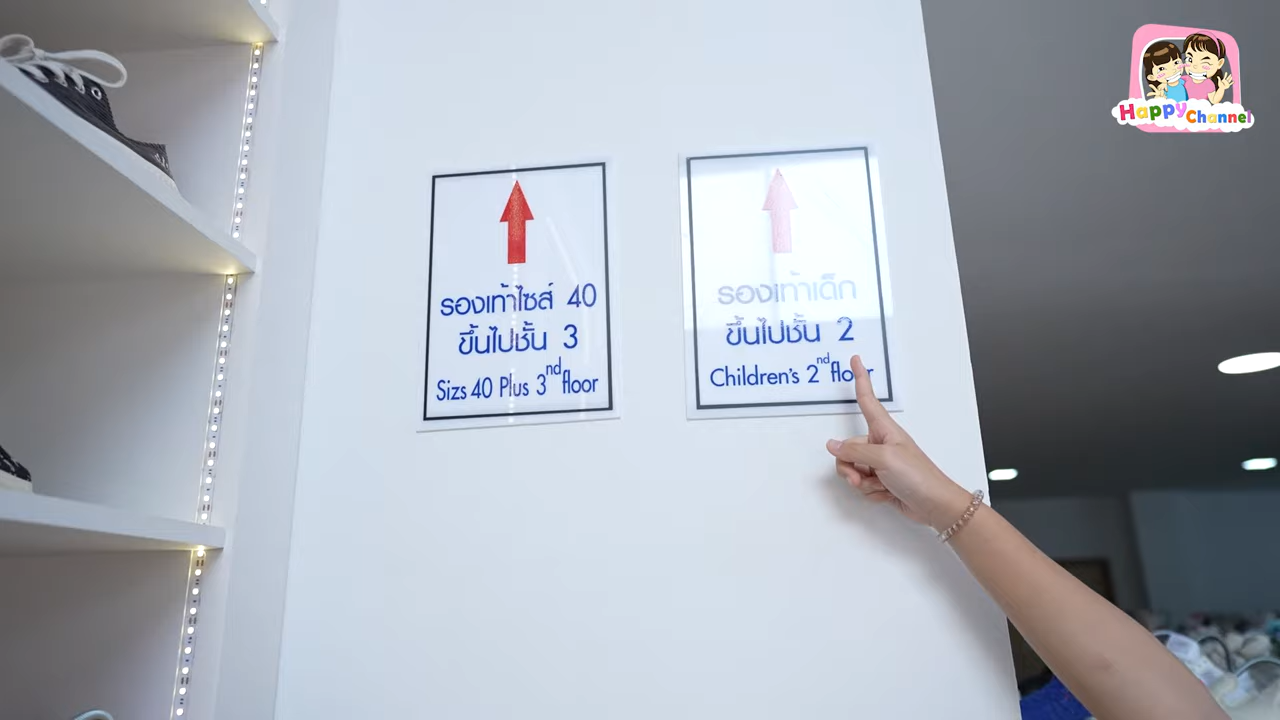 รองเท้าไซส์ 40
ขึ้นไปชั้น 3
Sizs 40 Plus 3nd floor
รองเท้าเด็ก
ขึ้นไปชั้น 2
Children's 2nd floor
Happy Channel